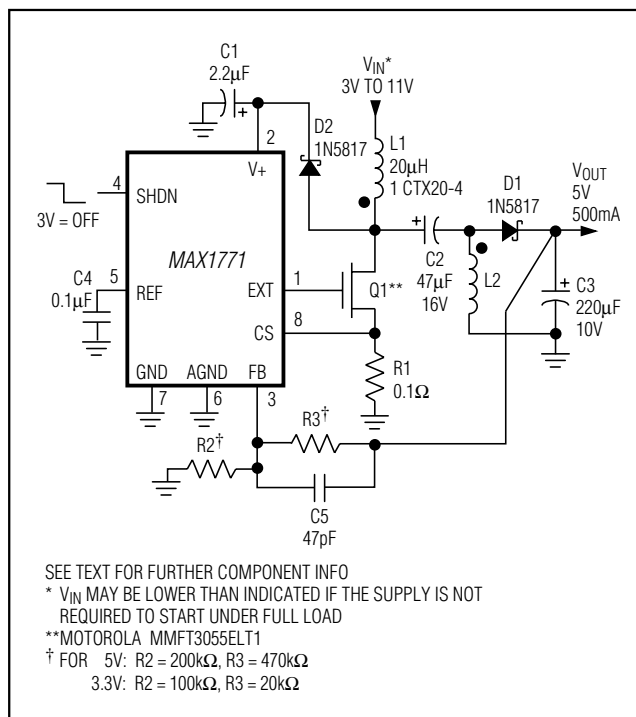 C1
2.2µF
+
2
V+
D2
1N5817
VIN*
3V TO 11V
L1
20µH
1 CTX20-4
4
SHDN
3V = OFF
MAX1771
5
REF
C4
0.1µF
EXT
1
Q1**
CS
8
+
C2
47µF
16V
D1
1N5817
VOUT
5V
500mA
L2
+
C3
220µF
10V
R1
0.1Ω
GND
AGND
FB
7
6
3
R2†
R3†
C5
47pF
SEE TEXT FOR FURTHER COMPONENT INFO
* VIN MAY BE LOWER THAN INDICATED IF THE SUPPLY IS NOT
REQUIRED TO START UNDER FULL LOAD
**MOTOROLA MMFT3055ELT1
† FOR 5V: R2 = 200kΩ, R3 = 470kΩ
3.3V: R2 = 100kΩ, R3 = 20kΩ